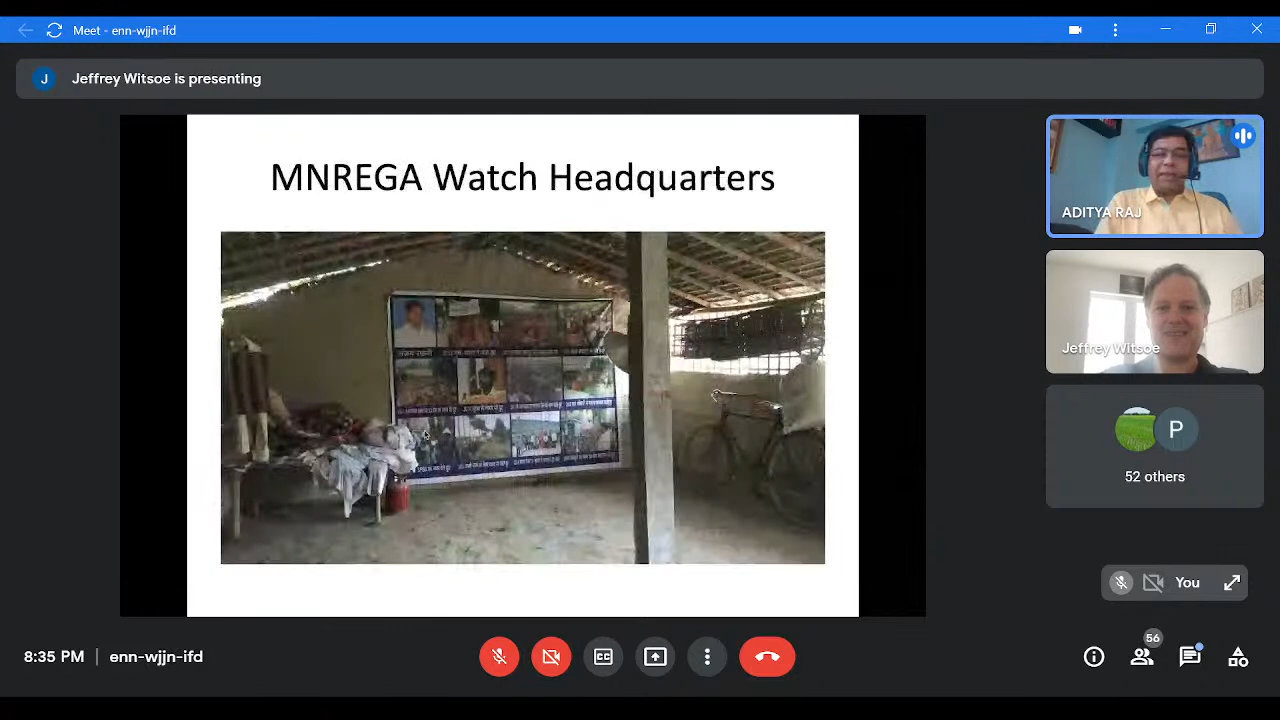 Meet - enn-wjjn-ifd
J
Jeffrey Witsoe is presenting
MNREGA Watch Headquarters
ADITYA RAJ
Jeffrey Witsoe
P
52 others
You
8:35 PM
enn-wjjn-ifd
CC
56